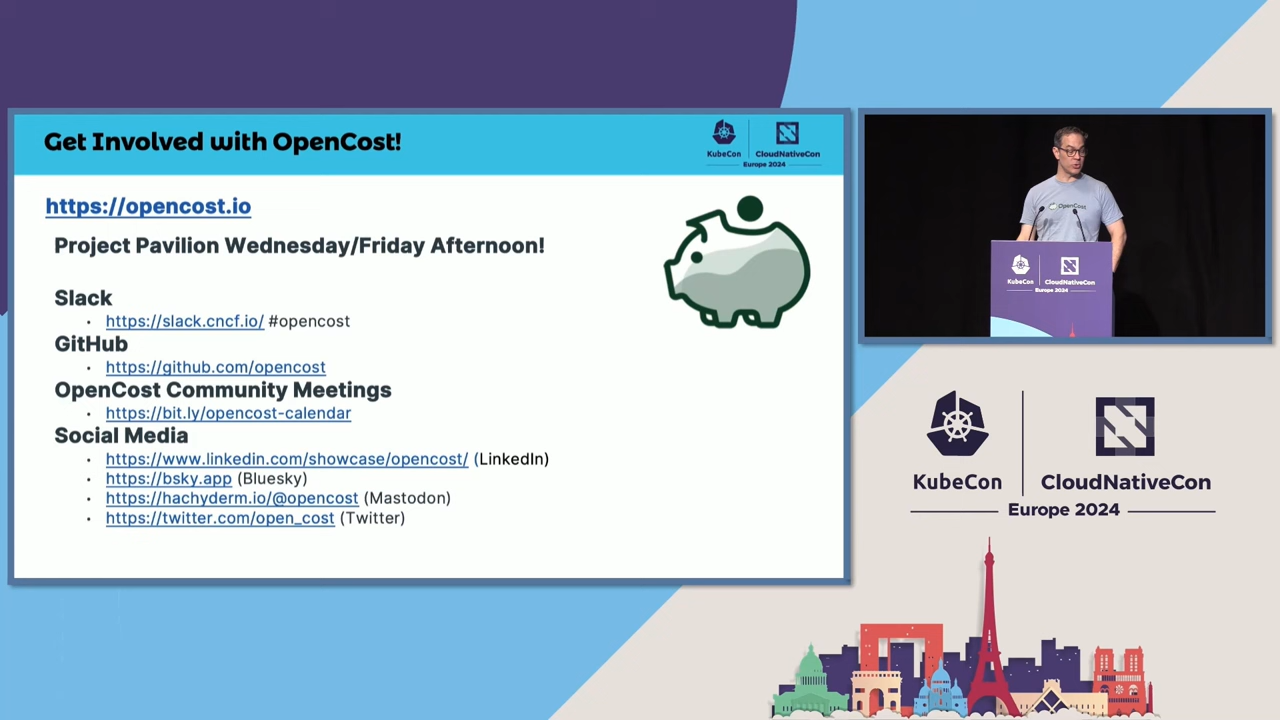 Get Involved with OpenCost!
KubeCon
CloudNativeCon
Europe 2024
https://opencost.io
Project Pavilion Wednesday/Friday Afternoon!
Slack
• https://slack.cncf.io/ #opencost
GitHub
• https://github.com/opencost
OpenCost Community Meetings
• https://bit.ly/opencost-calendar
Social Media
• https://www.linkedin.com/showcase/opencost/ (LinkedIn)
• https://bsky.app (Bluesky)
• https://hachyderm.io/@opencost (Mastodon)
• https://twitter.com/open_cost (Twitter)
OpenCost
KubeCon
CloudNativeCon
Europe 2024
KubeCon
CloudNativeCon
Europe 2024